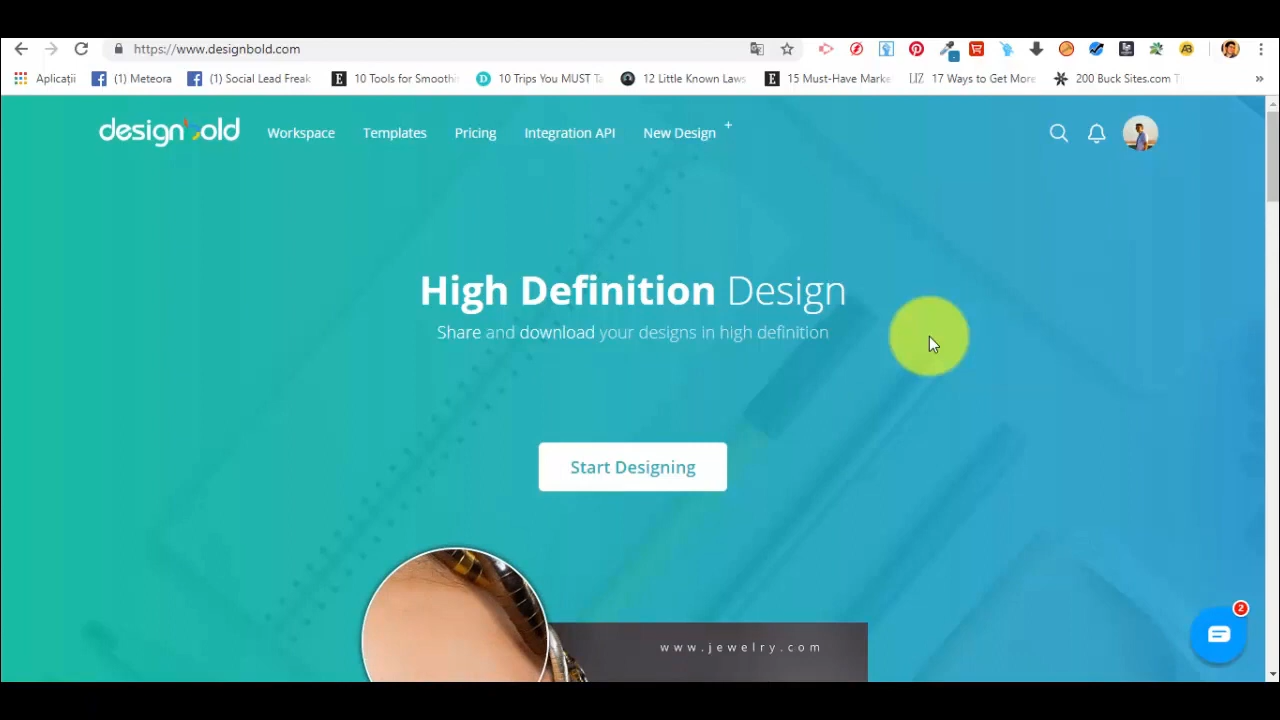 https://www.designbold.com
Aplicații (1) Meteora (1) Social Lead Freak 10 Tools for Smoothi 10 Trips You MUST Ta 12 Little Known Laws 15 Must-Have Marke 17 Ways to Get More 200 Buck Sites.com T »
designbold Workspace Templates Pricing Integration API New Design +
High Definition Design
Share and download your designs in high definition
Start Designing
www.jewelry.com
2